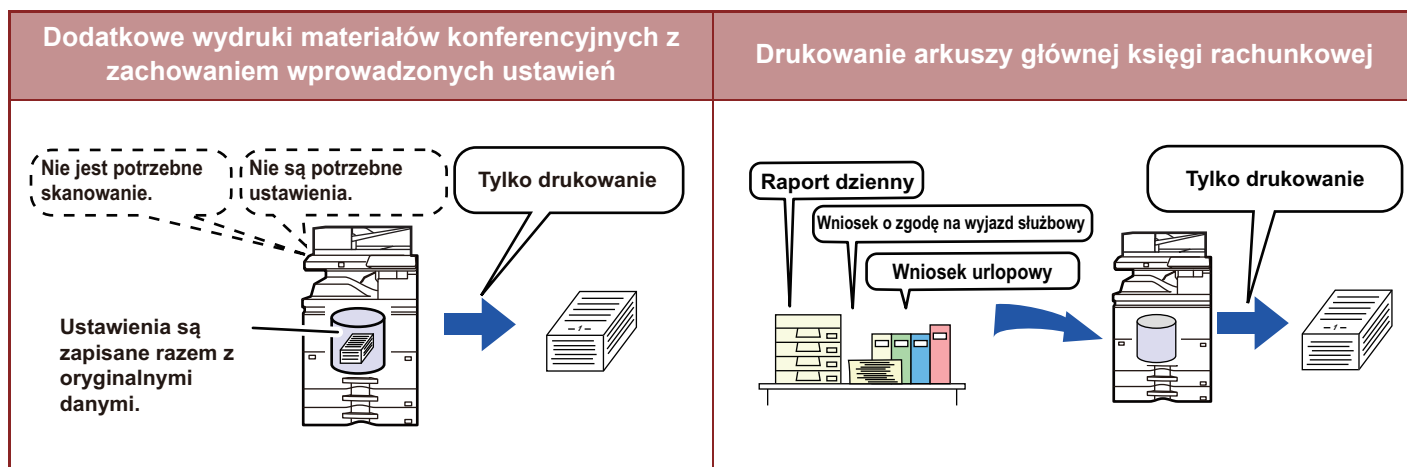 Dodatkowe wydruki materiałów konferencyjnych z
zachowaniem wprowadzonych ustawień
Nie jest potrzebne
skanowanie.
Nie są potrzebne
ustawienia.
Tylko drukowanie
Ustawienia są
zapisane razem z
oryginalnymi
danymi.
–1–
Drukowanie arkuszy głównej księgi rachunkowej
Raport dzienny
Wniosek o zgodę na wyjazd służbowy
Wniosek urlopowy
Tylko drukowanie
–1–